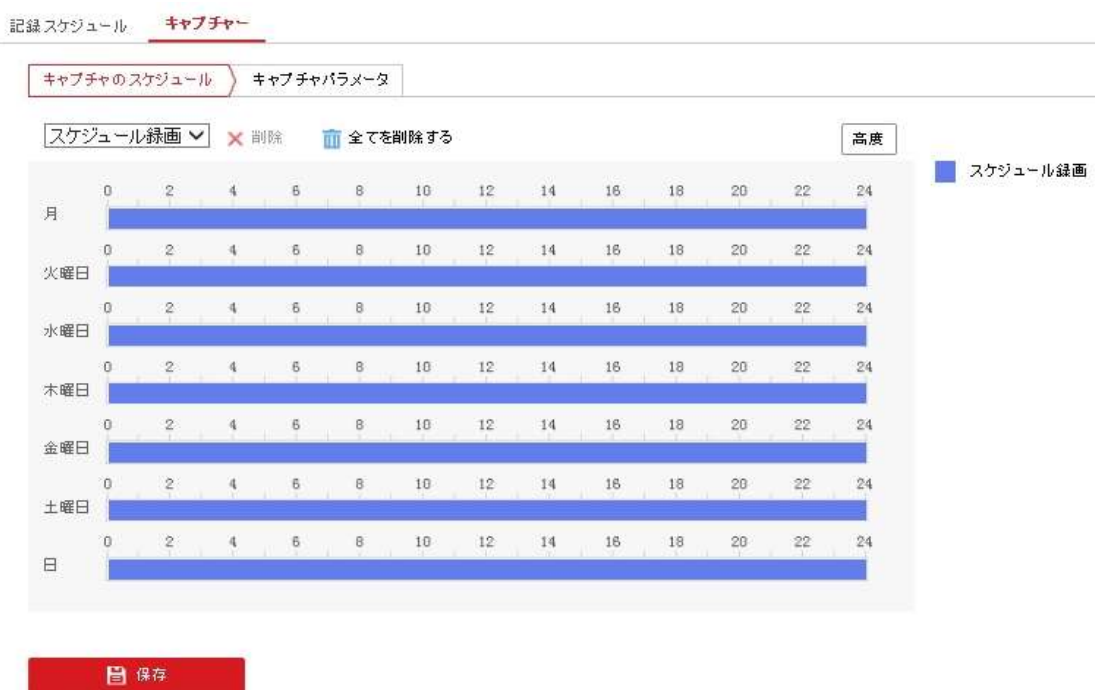 記録スケジュール キャプチャー
キャプチャのスケジュール キャプチャパラメータ
スケジュール録画 削除 全てを削除する 高度
スケジュール録画
0 2 4 6 8 10 12 14 16 18 20 22 24
月
0 2 4 6 8 10 12 14 16 18 20 22 24
火曜日
0 2 4 6 8 10 12 14 16 18 20 22 24
水曜日
0 2 4 6 8 10 12 14 16 18 20 22 24
木曜日
0 2 4 6 8 10 12 14 16 18 20 22 24
金曜日
0 2 4 6 8 10 12 14 16 18 20 22 24
土曜日
0 2 4 6 8 10 12 14 16 18 20 22 24
日
保存